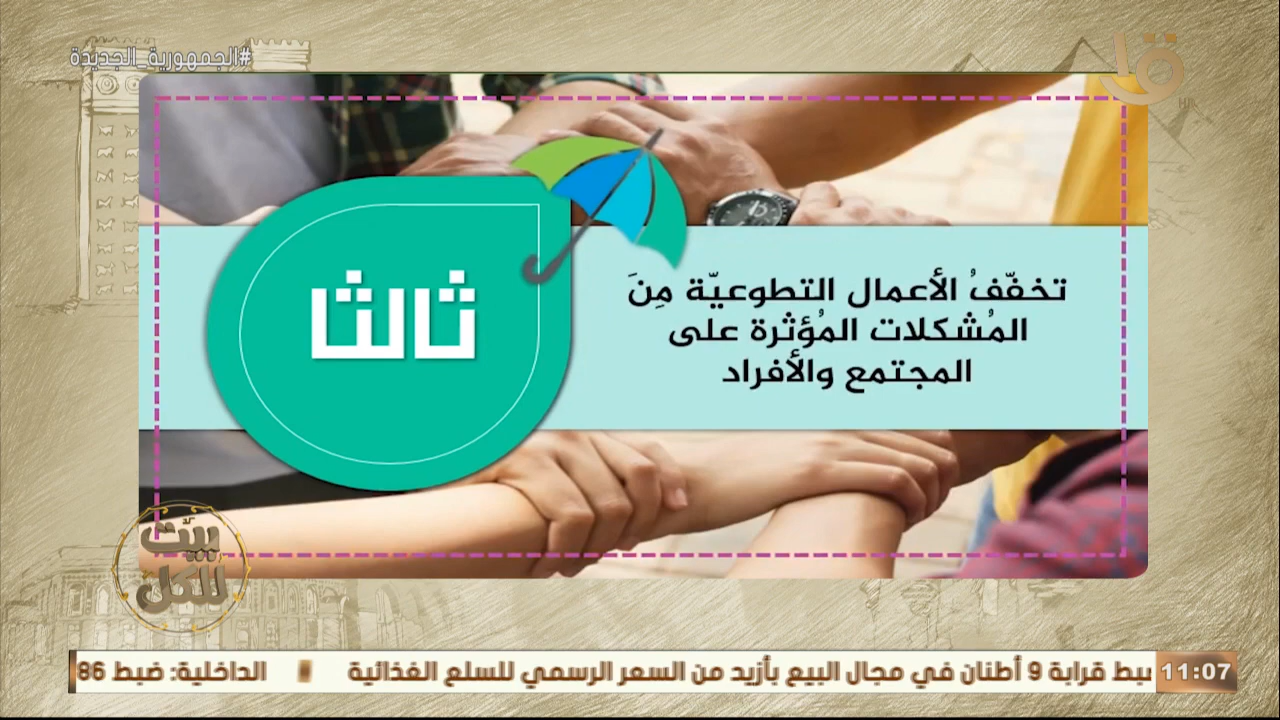 #الجمهورية_الجديدة
ثالثا
تخفّفُ الأعمال التطوعيّة مِنَ
المُشكلات المُؤثرة على
المجتمع والأفراد
بيت
للكل
11:07
قرابة 9 أطنان في مجال البيع بأزيد من السعر الرسمي للسلع الغذائية
الداخلية: ضبط 86